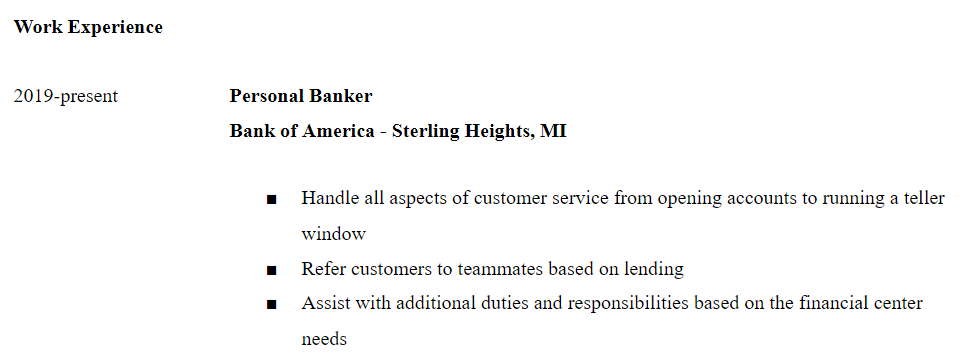 Work Experience
2019-present Personal Banker
Bank of America - Sterling Heights, MI
■ Handle all aspects of customer service from opening accounts to running a teller
window
■ Refer customers to teammates based on lending
■ Assist with additional duties and responsibilities based on the financial center
needs